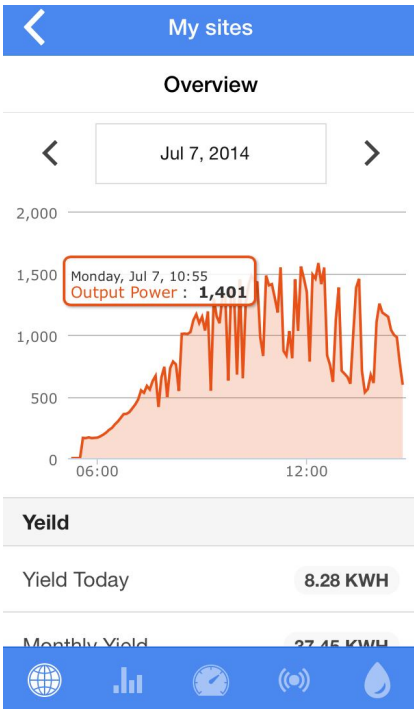 My sites
Overview
Jul 7, 2014
2,000
1,500
Monday, Jul 7, 10:55
Output Power : 1,401
1,000
500
0
06:00 12:00
Yeild
Yield Today 8.28 KWH
Monthly Yield 27.45 KWH